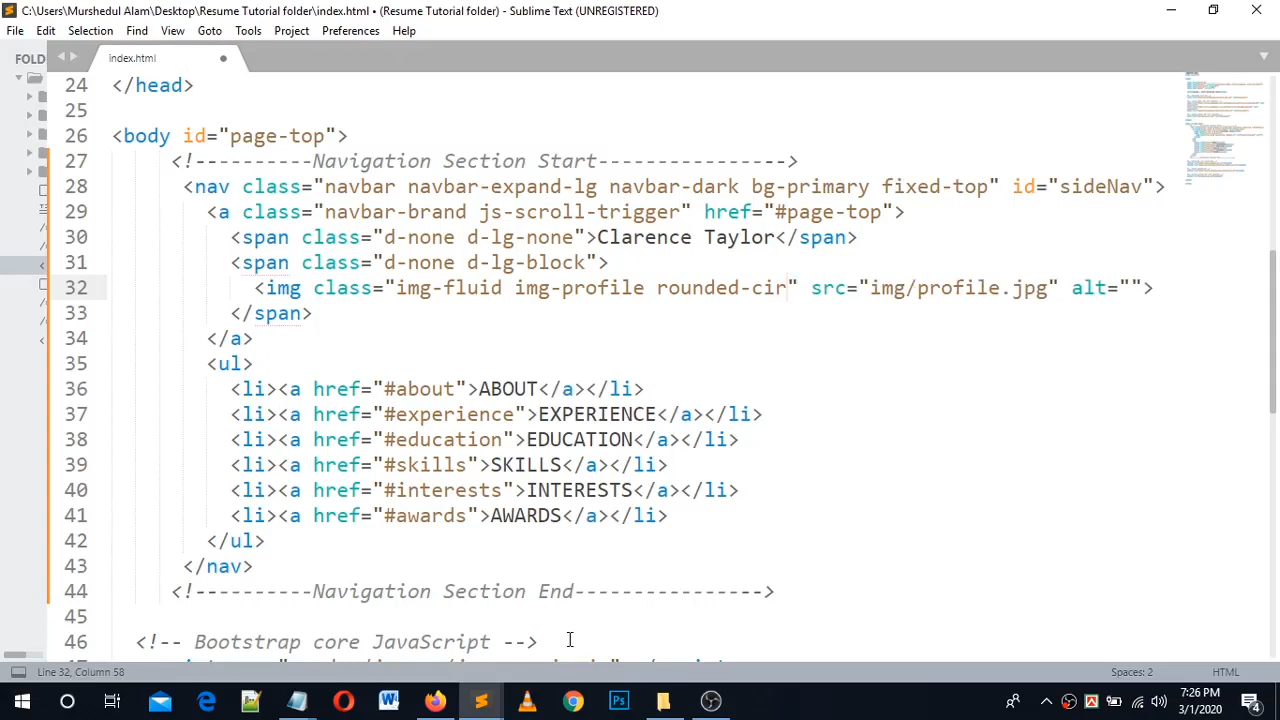 C:\Users\Murshedul Alam\Desktop\Resume Tutorial folder\index.html • (Resume Tutorial folder) - Sublime Text (UNREGISTERED)
File Edit Selection Find View Goto Tools Project Preferences Help
FOLD
index.html
24 </head>
25
26 <body id="page-top">
27 <!----------Navigation Section Start--------------->
28 <nav class="navbar navbar-expand-lg navbar-dark bg-primary fixed-top" id="sideNav">
29 <a class="navbar-brand js-scroll-trigger" href="#page-top">
30 <span class="d-none d-lg-none">Clarence Taylor</span>
31 <span class="d-none d-lg-block">
32 <img class="img-fluid img-profile rounded-cir" src="img/profile.jpg" alt="">
33 </span>
34 </a>
35 <ul>
36 <li><a href="#about">ABOUT</a></li>
37 <li><a href="#experience">EXPERIENCE</a></li>
38 <li><a href="#education">EDUCATION</a></li>
39 <li><a href="#skills">SKILLS</a></li>
40 <li><a href="#interests">INTERESTS</a></li>
41 <li><a href="#awards">AWARDS</a></li>
42 </ul>
43 </nav>
44 <!----------Navigation Section End--------------->
45
46 <!-- Bootstrap core JavaScript -->
Line 32, Column 58
Spaces: 2
HTML
7:26 PM
3/1/2020
4